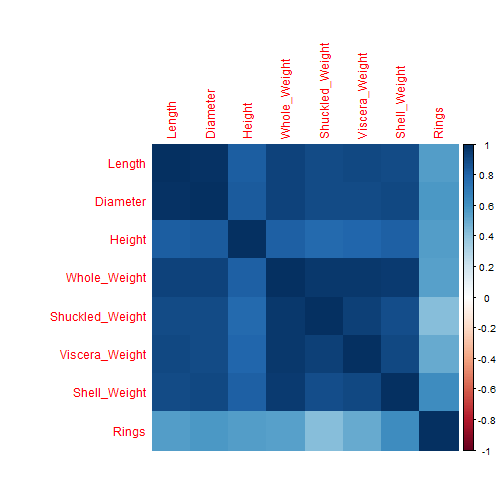 Length
Diameter
Height
Whole_Weight
Shuckled_Weight
Viscera_Weight
Shell_Weight
Rings
Length
Diameter
Height
Whole_Weight
Shuckled_Weight
Viscera_Weight
Shell_Weight
Rings
1
0.8
0.6
0.4
0.2
0
-0.2
-0.4
-0.6
-0.8
-1